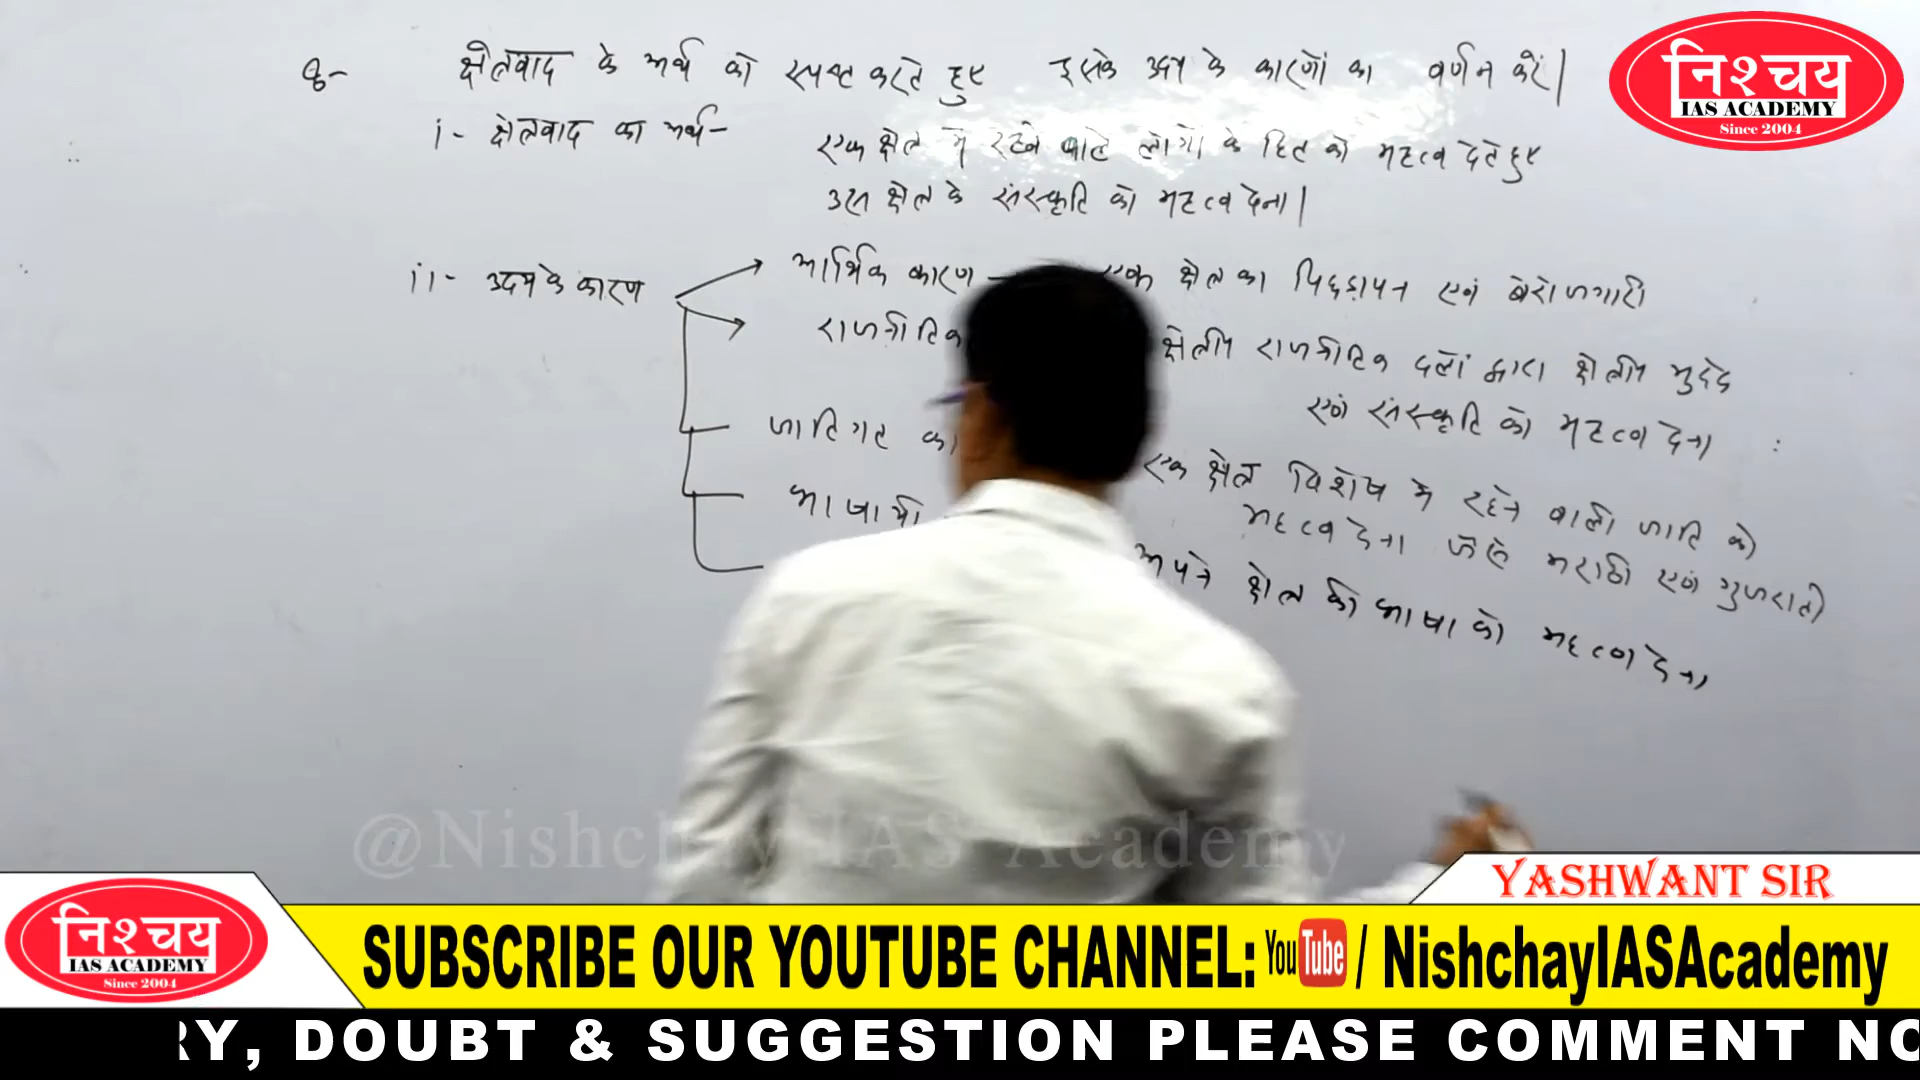 Q- क्षेत्रवाद के अर्थ को स्पष्ट करते हुए इसके उदय के कारणों का वर्णन करें।
i- क्षेत्रवाद का अर्थ- एक क्षेत्र में रहने वाले लोगों के हित को महत्व देते हुए
उस क्षेत्र के संस्कृति को महत्व देना।
ii- उदय के कारण
आर्थिक कारण - एक क्षेत्र का पिछड़ापन एवं बेरोजगारी
राजनीतिक क्षेत्रीय राजनीतिक दलों द्वारा क्षेत्रीय मुद्दे
एवं संस्कृति को महत्व देना
जातिगत का एक क्षेत्र विशेष में रहने वाली जाति को
महत्व देना जैसे मराठी एवं गुजराती
भाषायी अपने क्षेत्र की भाषा को महत्व देना
निश्चय
IAS ACADEMY
Since 2004
@Nishchay IAS Academy
YASHWANT SIR
निश्चय
IAS ACADEMY
Since 2004
SUBSCRIBE OUR YOUTUBE CHANNEL: YouTube / NishchayIASAcademy
RY, DOUBT & SUGGESTION PLEASE COMMENT NO